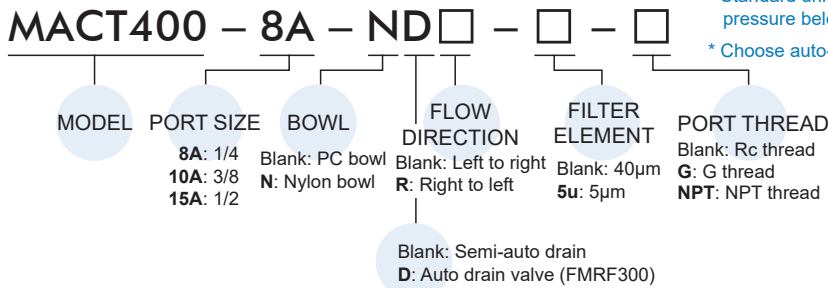 Standard
pressure
* Choose auto-
MACT400 – 8A – ND□ – □ – □
MODEL
PORT SIZE
8A: 1/4
10A: 3/8
15A: 1/2
BOWL
Blank: PC bowl
N: Nylon bowl
FLOW
DIRECTION
Blank: Left to right
R: Right to left
FILTER
ELEMENT
Blank: 40μm
5u: 5μm
PORT THREAD
Blank: Rc thread
G: G thread
NPT: NPT thread
Blank: Semi-auto drain
D: Auto drain valve (FMRF300)